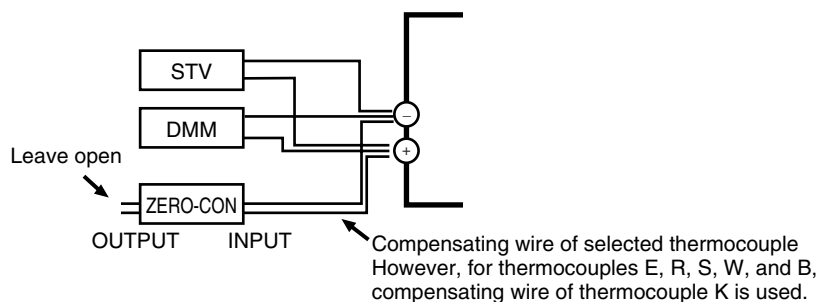 STV
DMM
Leave open
ZERO-CON
OUTPUT INPUT
−
+
Compensating wire of selected thermocouple
However, for thermocouples E, R, S, W, and B,
compensating wire of thermocouple K is used.